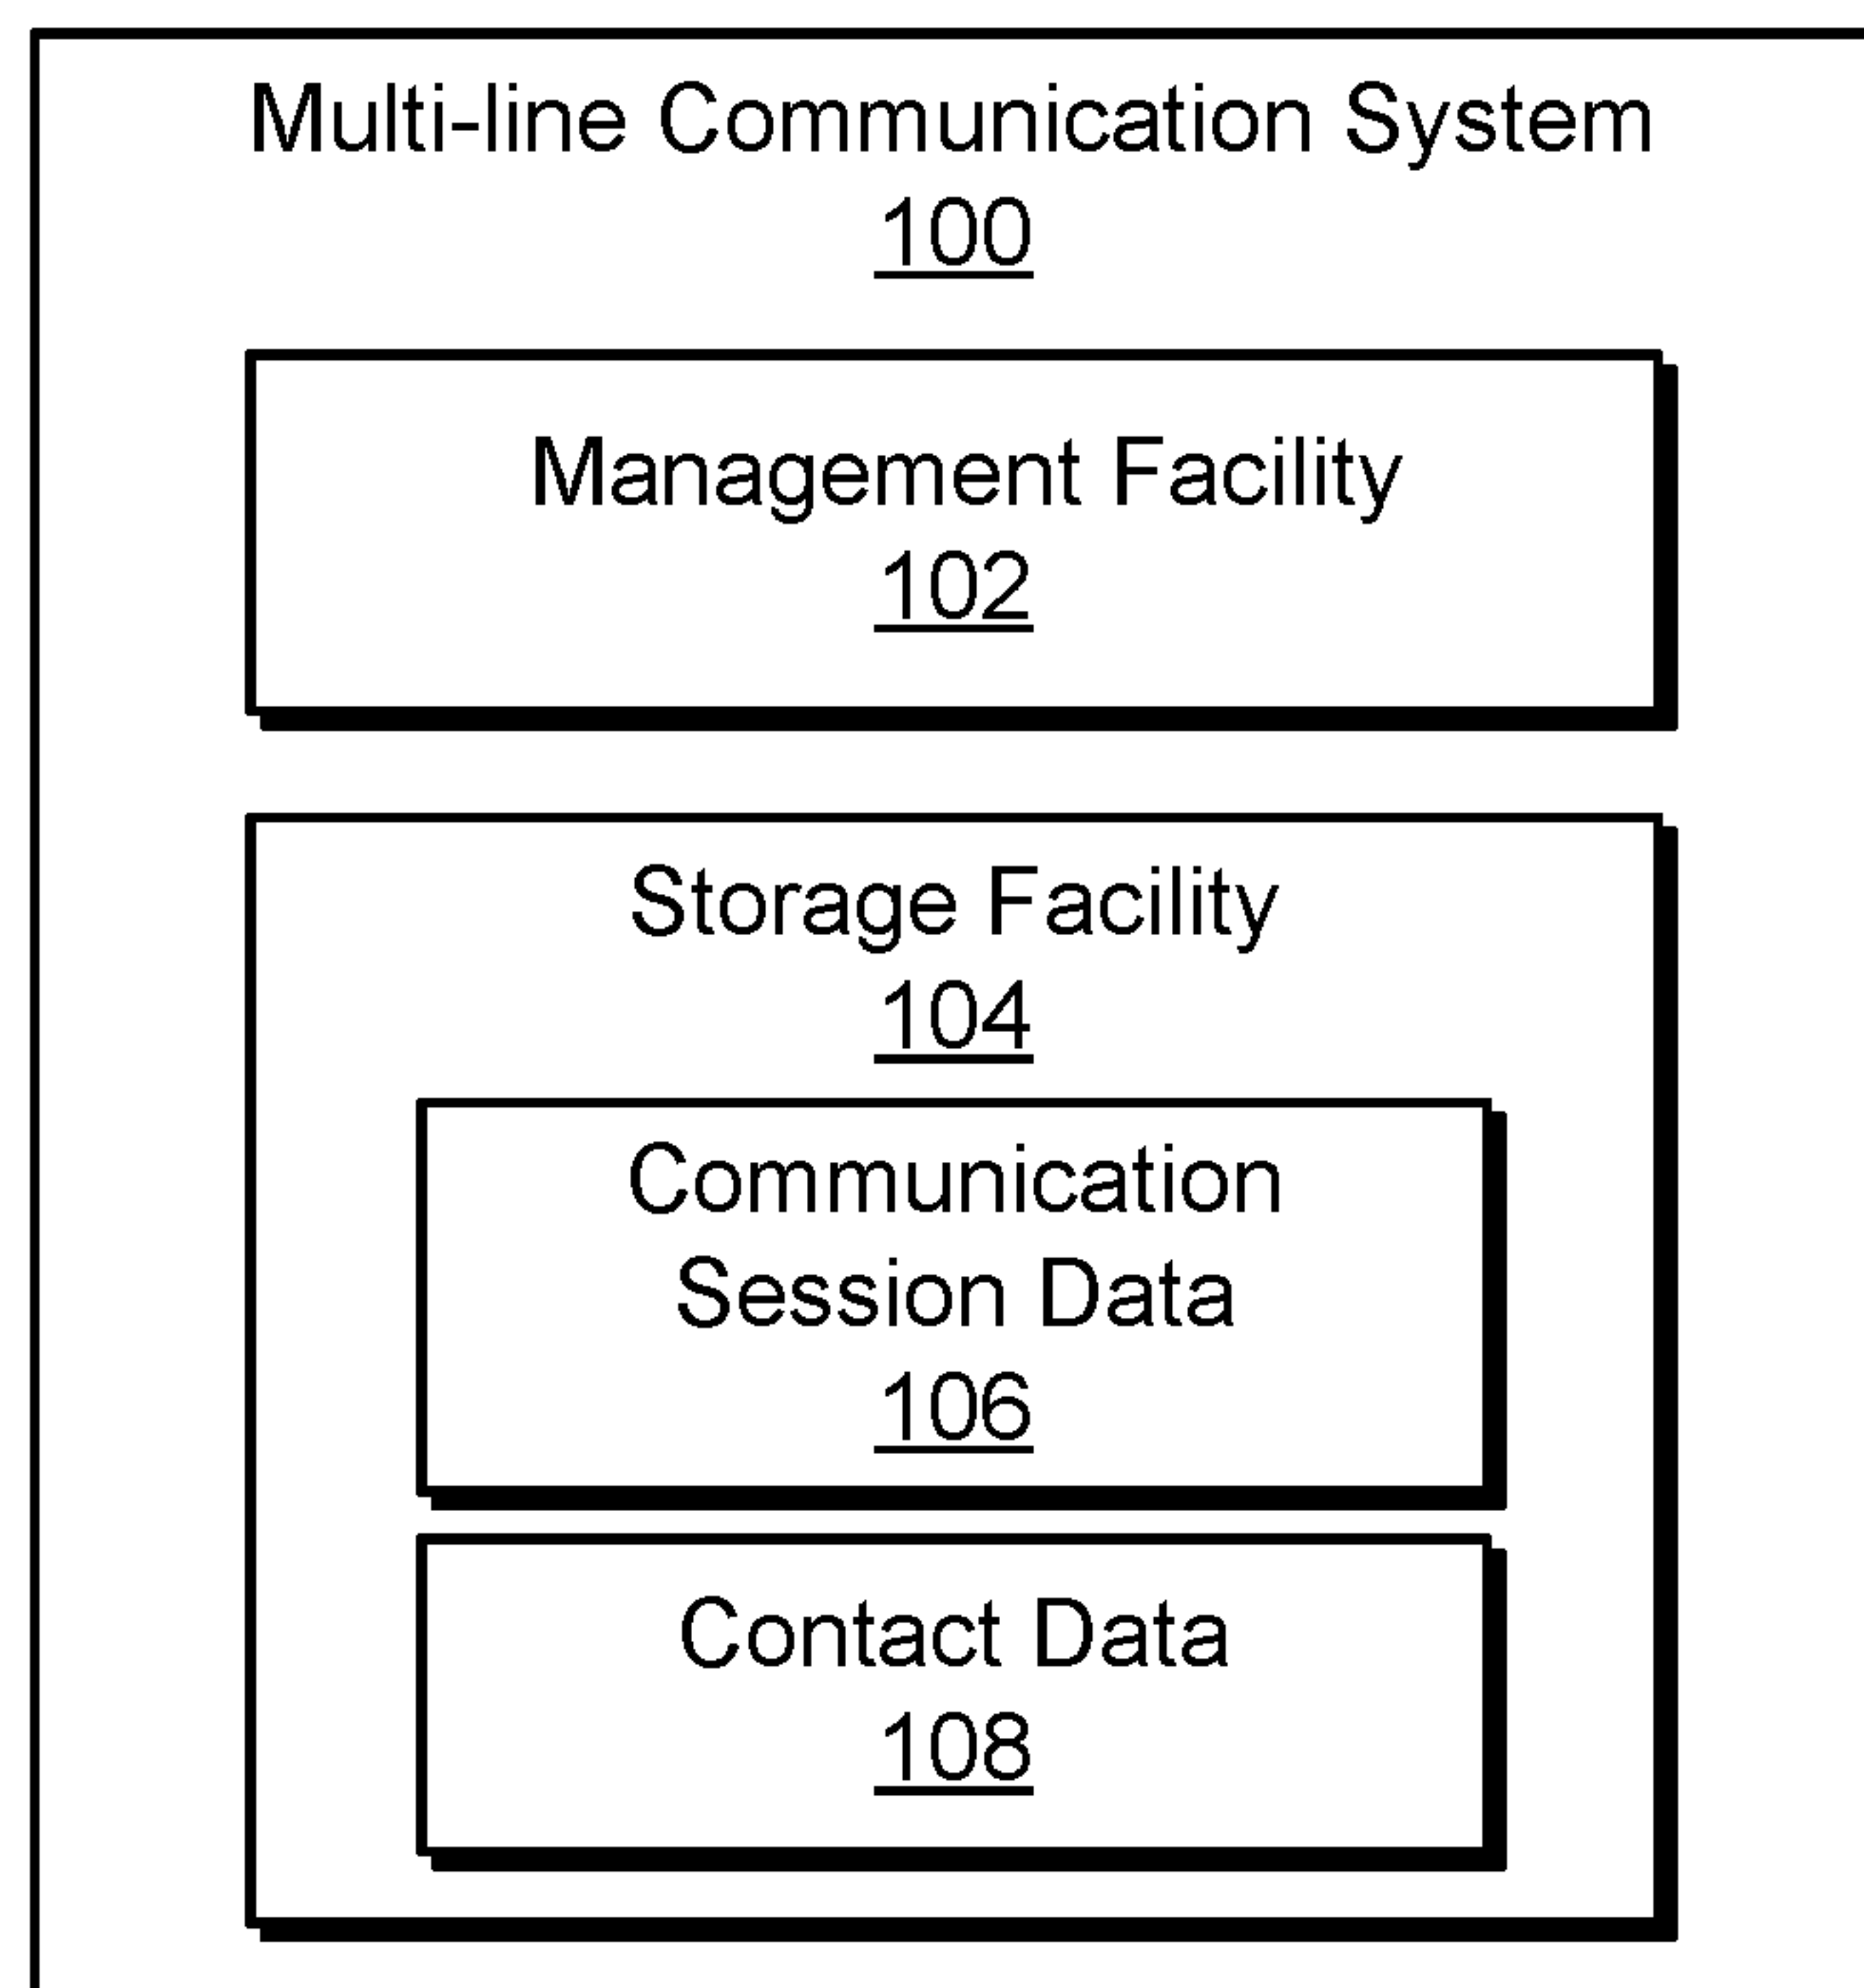 Multi-line Communication System
100
Management Facility
102
Storage Facility
104
Communication
Session Data
106
Contact Data
108